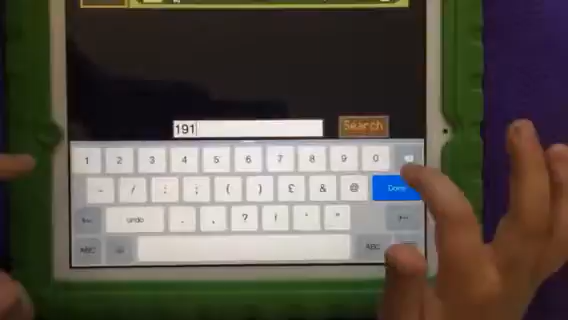 191
Search
1 2 3 4 5 6 7 8 9 0
- / : ; ( ) £ & @ Done
undo . , ? ! ' "
ABC ABC